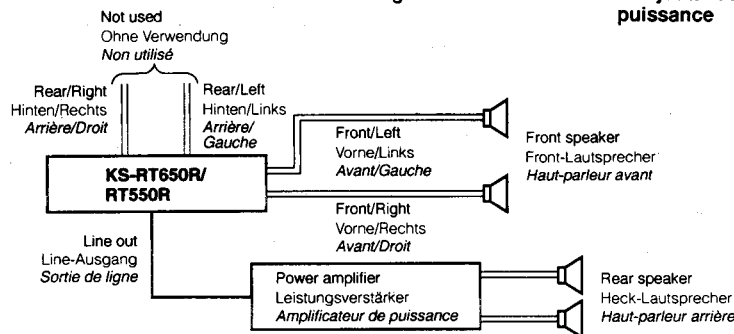 puissance
Not used
Ohne Verwendung
Non utilisé
Rear/Right
Hinten/Rechts
Arrière/Droit
Rear/Left
Hinten/Links
Arrière/
Gauche
Front/Left
Vorne/Links
Avant/Gauche
Front speaker
Front-Lautsprecher
Haut-parleur avant
KS-RT650R/
RT550R
Front/Right
Vorne/Rechts
Avant/Droit
Line out
Line-Ausgang
Sortie de ligne
Power amplifier
Leistungsverstärker
Amplificateur de puissance
Rear speaker
Heck-Lautsprecher
Haut-parleur arrière